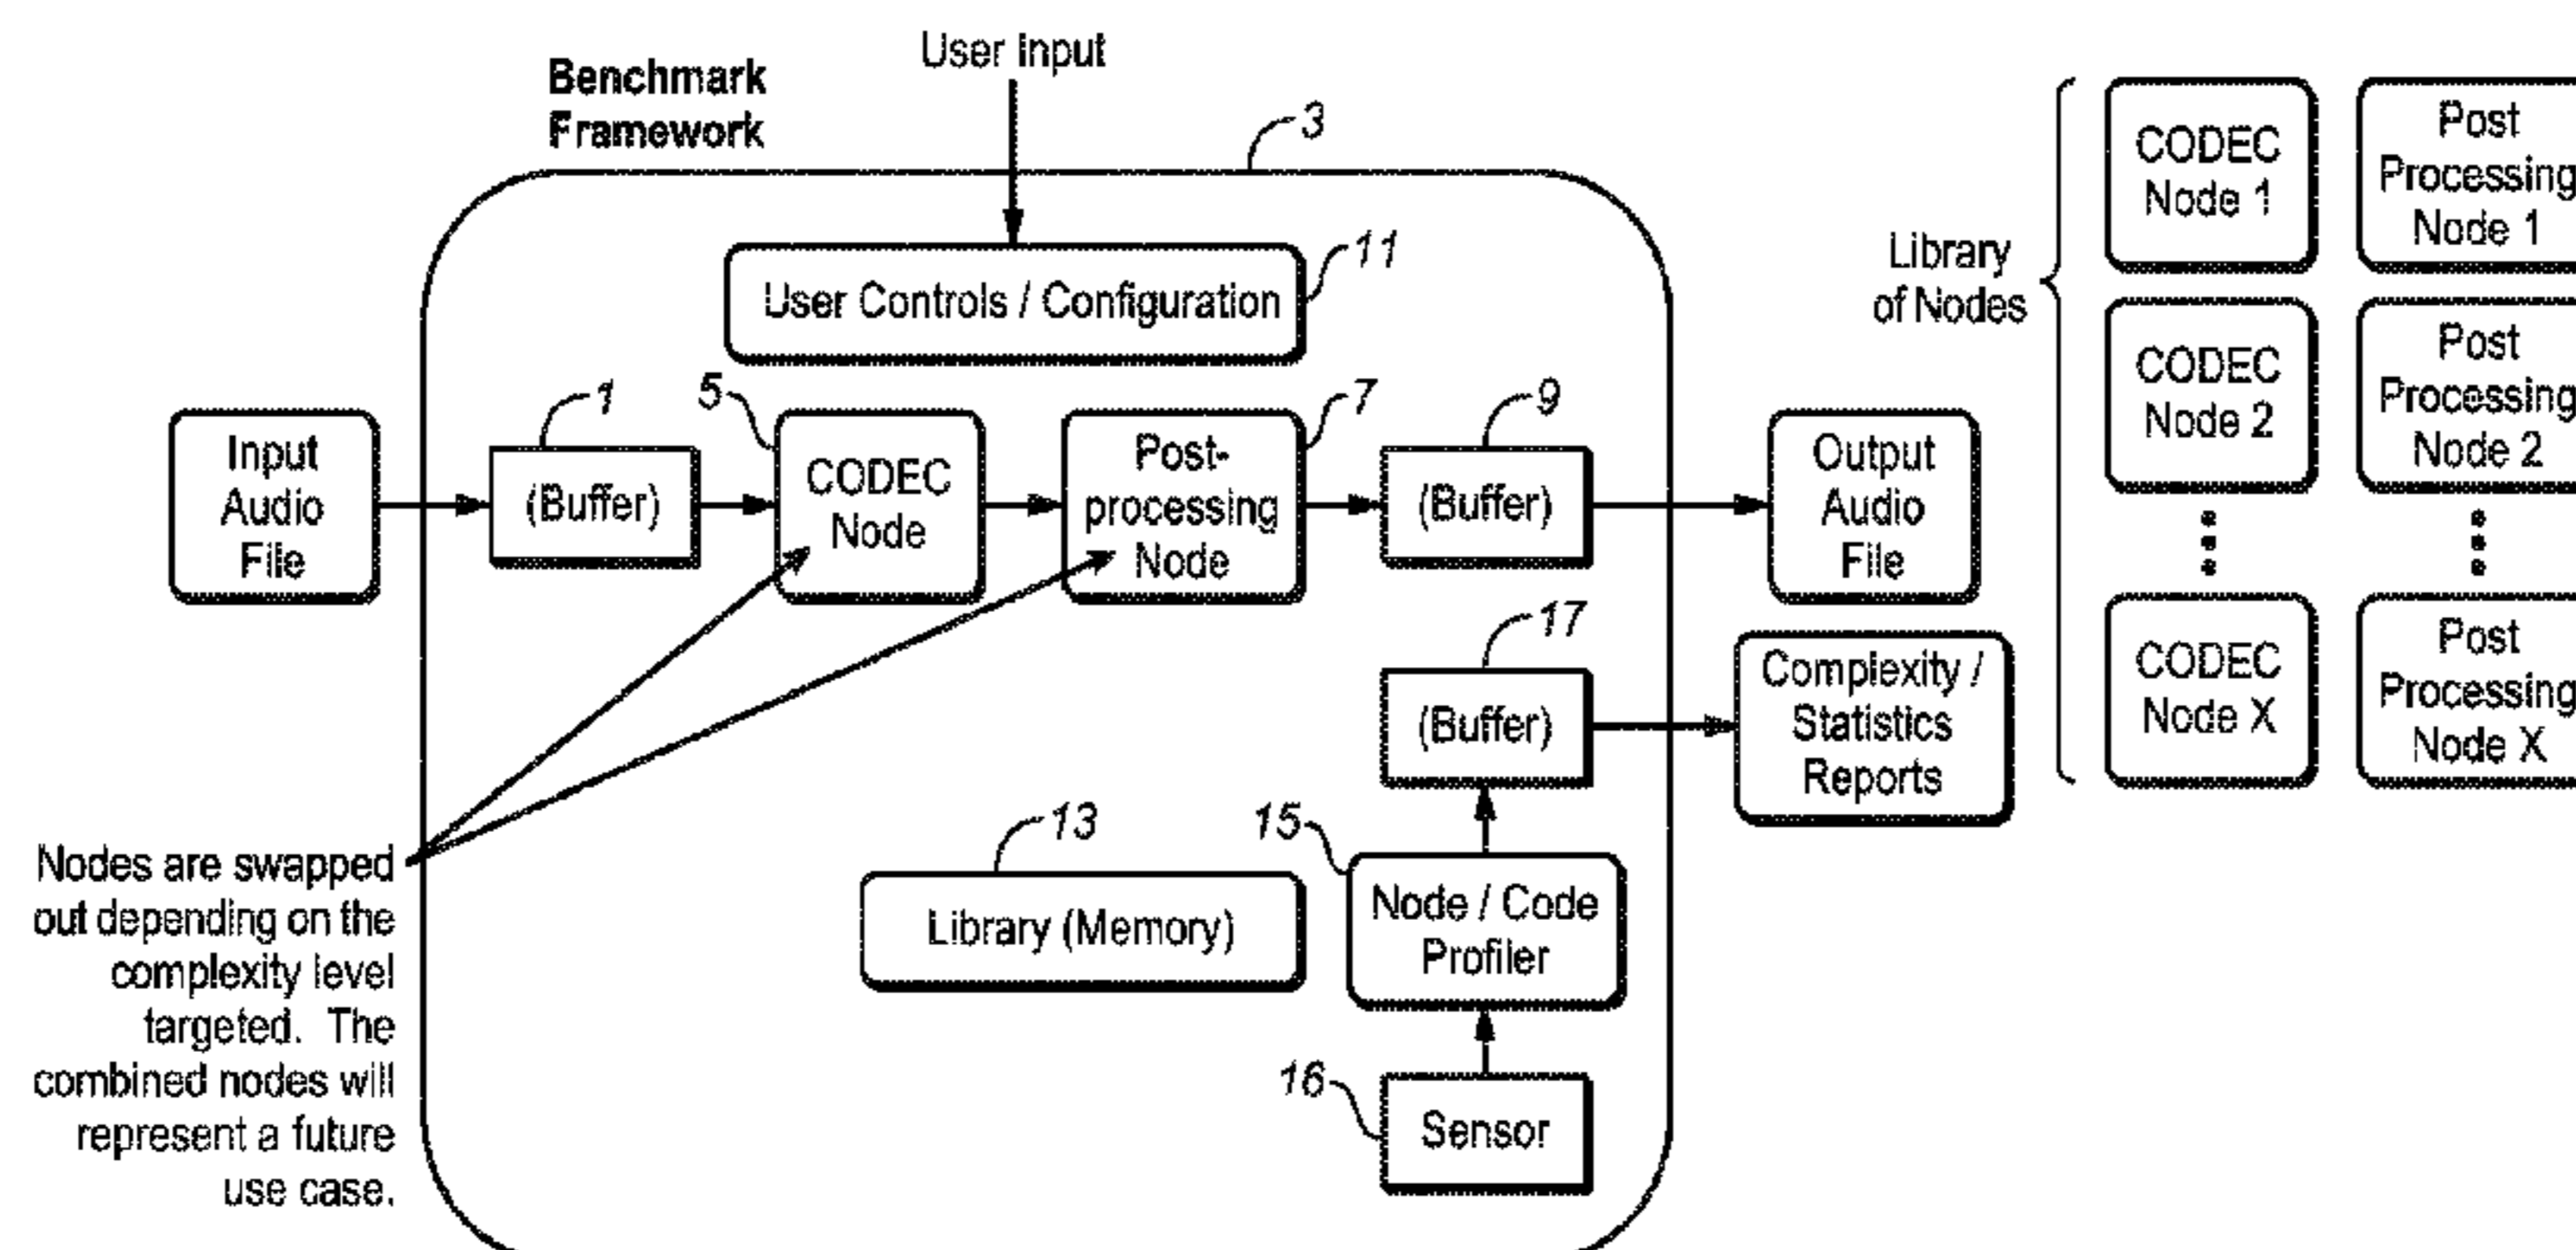 User Input
Benchmark
Framework
3
User Controls / Configuration
11
Input
Audio
File
1
(Buffer)
5
CODEC
Node
7
Post-
processing
Node
9
(Buffer)
Output
Audio
File
17
(Buffer)
Complexity /
Statistics
Reports
13
Library (Memory)
15
Node / Code
Profiler
16
Sensor
Nodes are swapped
out depending on the
complexity level
targeted. The
combined nodes will
represent a future
use case.
Library
of Nodes
CODEC
Node 1
Post
Processing
Node 1
CODEC
Node 2
Post
Processing
Node 2
CODEC
Node X
Post
Processing
Node X